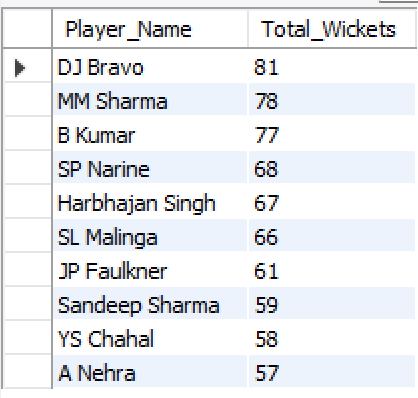 Player_Name Total_Wickets
DJ Bravo 81
MM Sharma 78
B Kumar 77
SP Narine 68
Harbhajan Singh 67
SL Malinga 66
JP Faulkner 61
Sandeep Sharma 59
YS Chahal 58
A Nehra 57